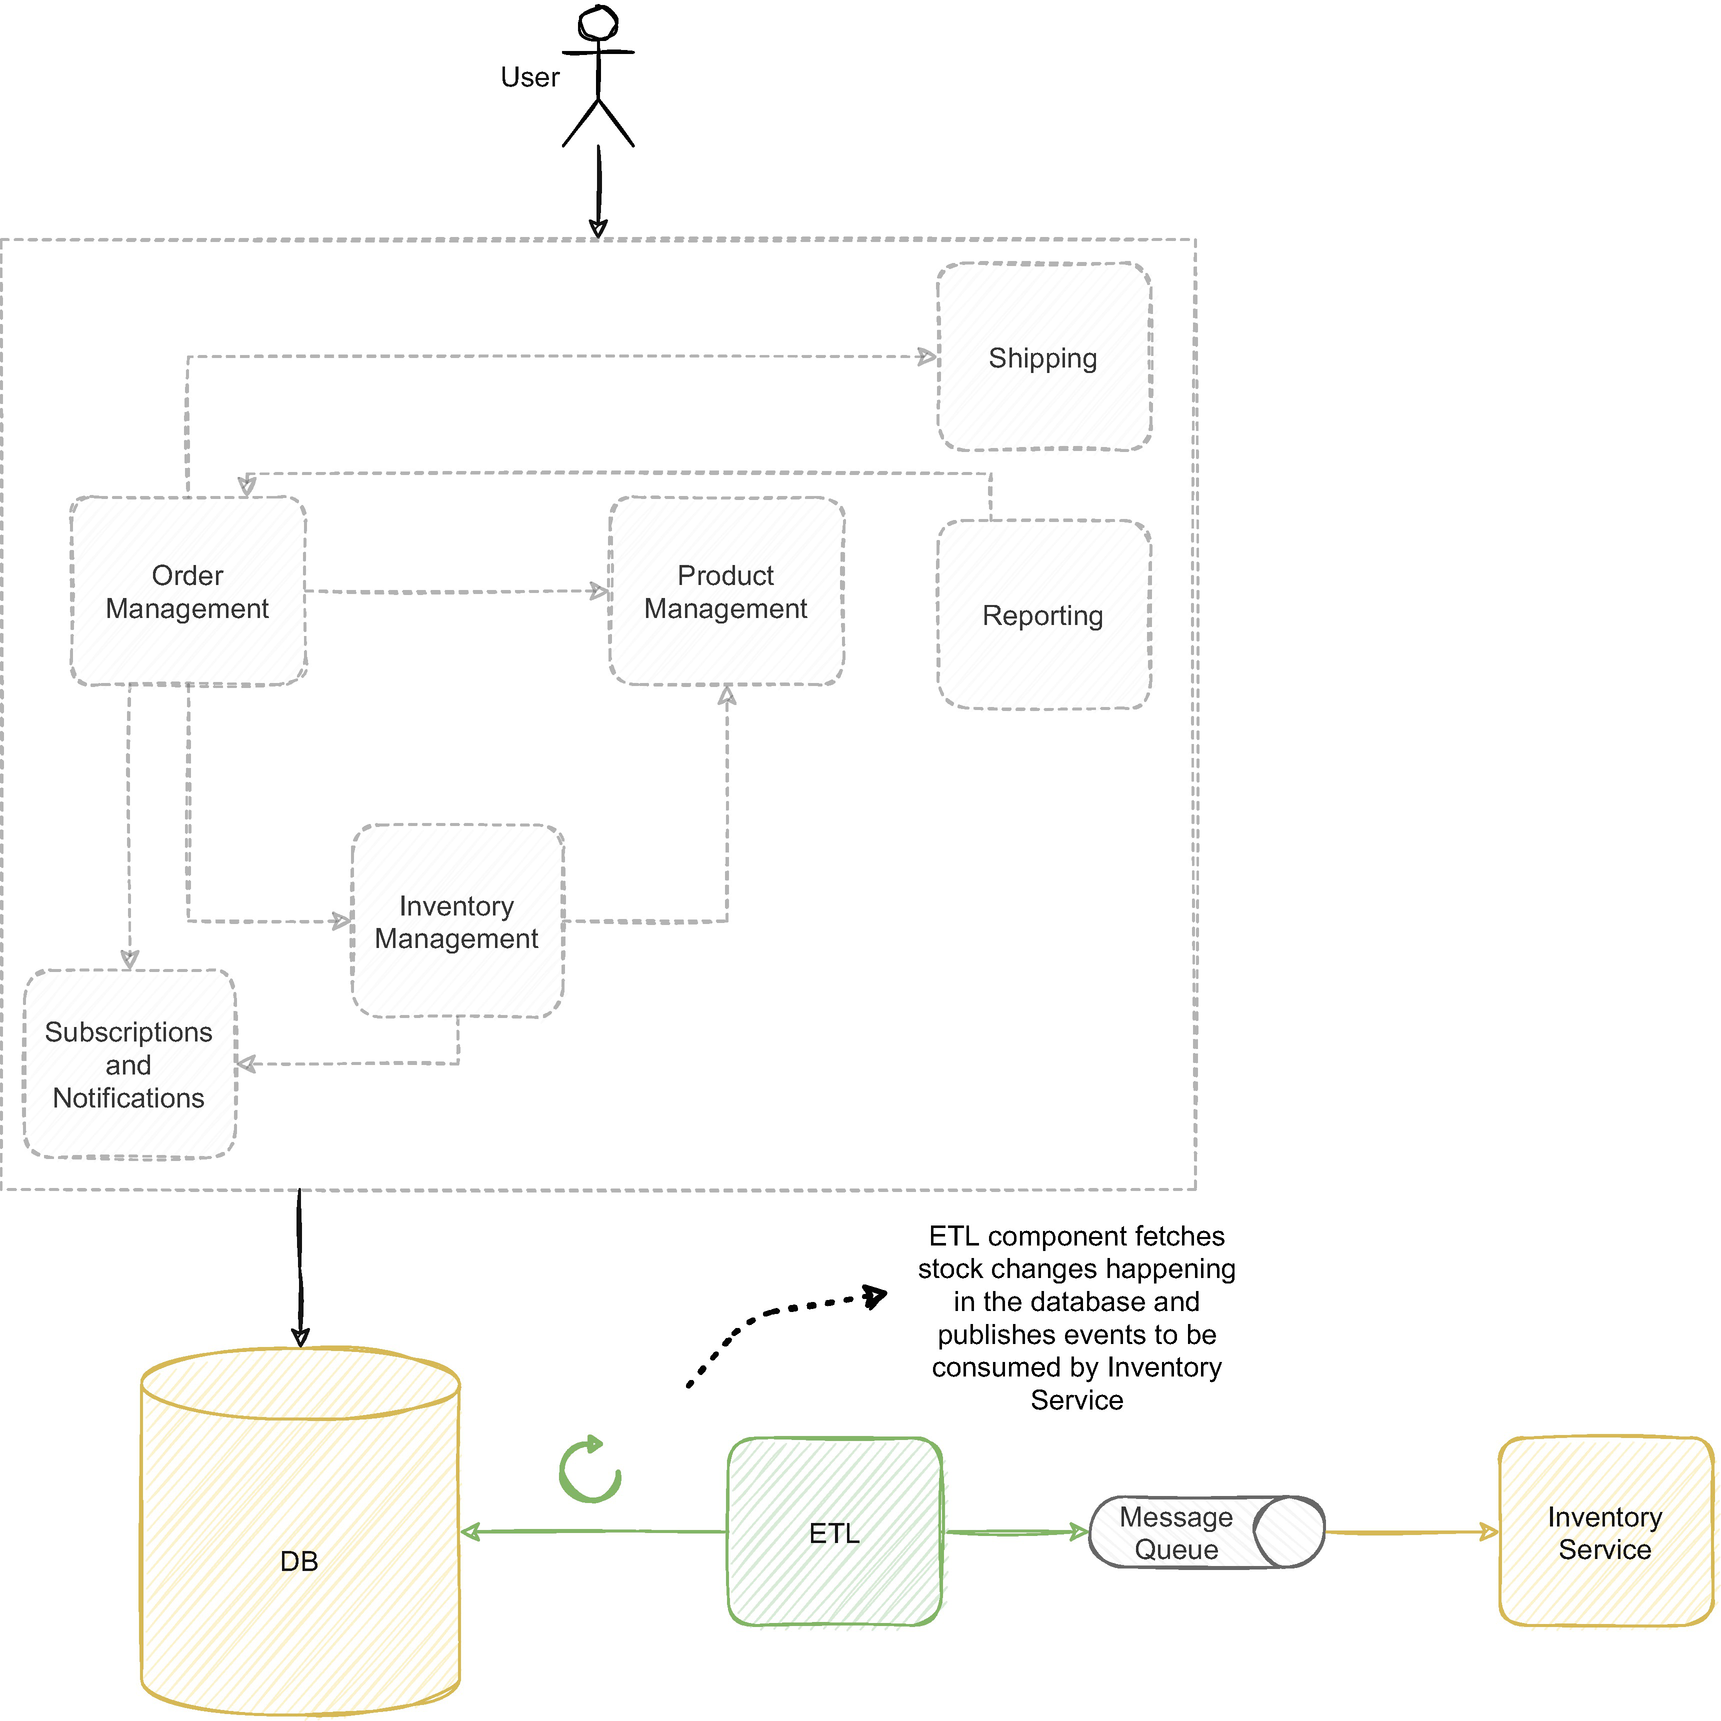 User
Shipping
Order
Management
Product
Management
Reporting
Inventory
Management
Subscriptions
and
Notifications
ETL component fetches
stock changes happening
in the database and
publishes events to be
consumed by Inventory
Service
DB
ETL
Message
Queue
Inventory
Service